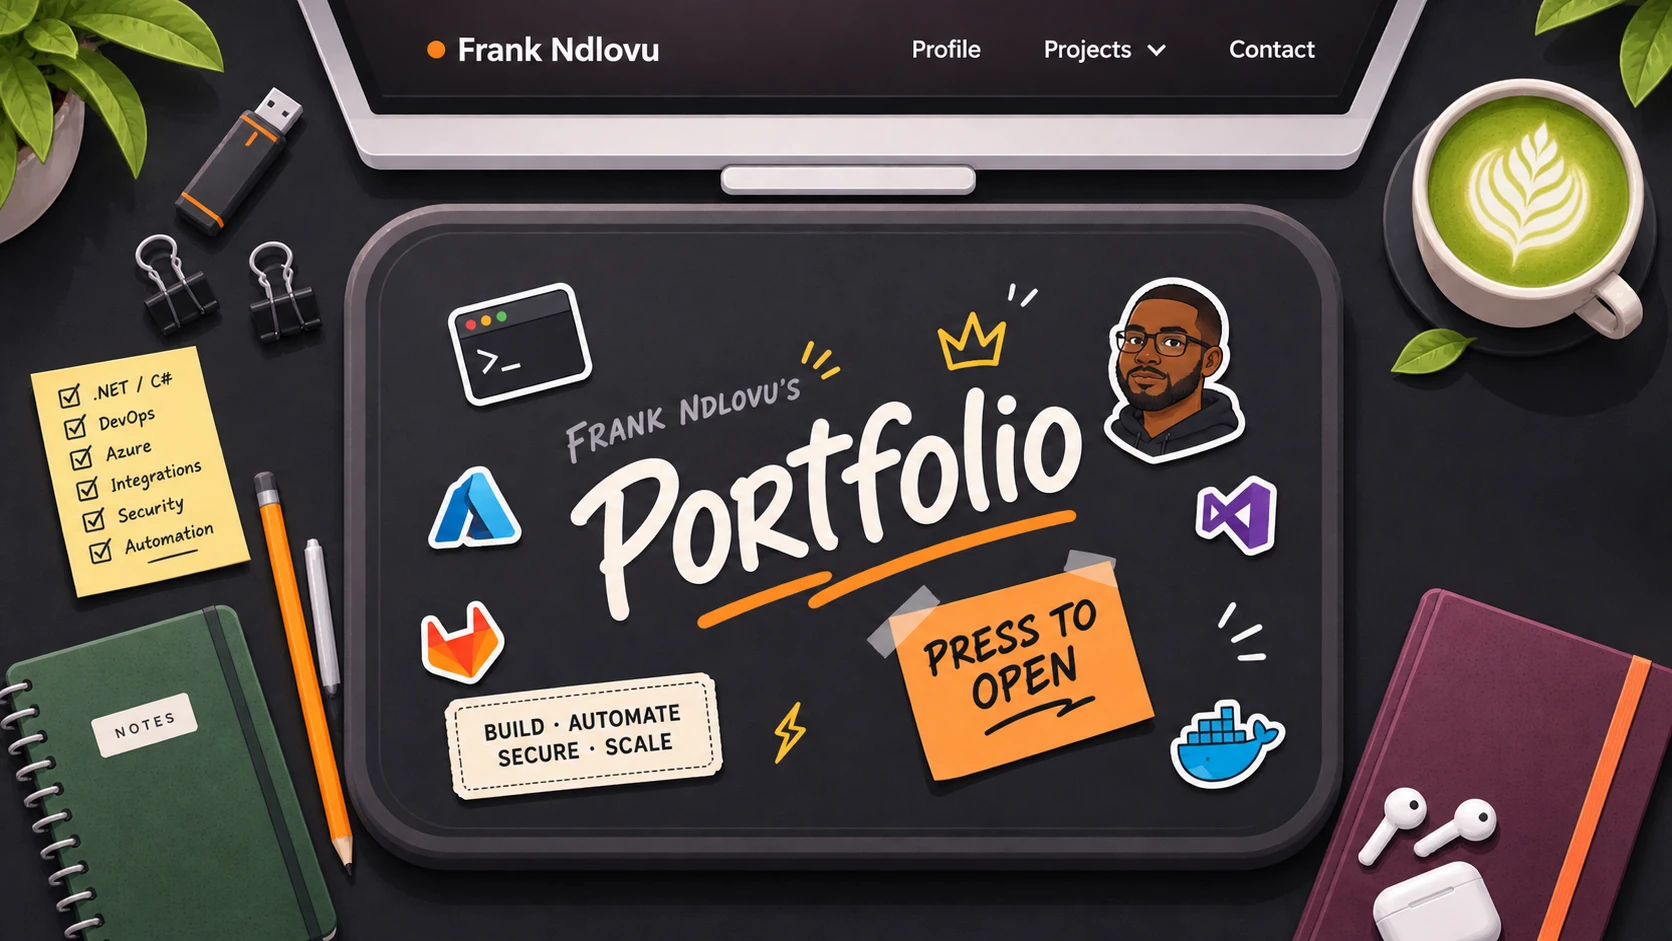 Frank Ndlovu
Profile
Projects
Contact
.NET / C#
DevOps
Azure
Integrations
Security
Automation
NOTES
>_
FRANK NDLOVU'S
Portfolio
PRESS TO
OPEN
BUILD · AUTOMATE
SECURE · SCALE